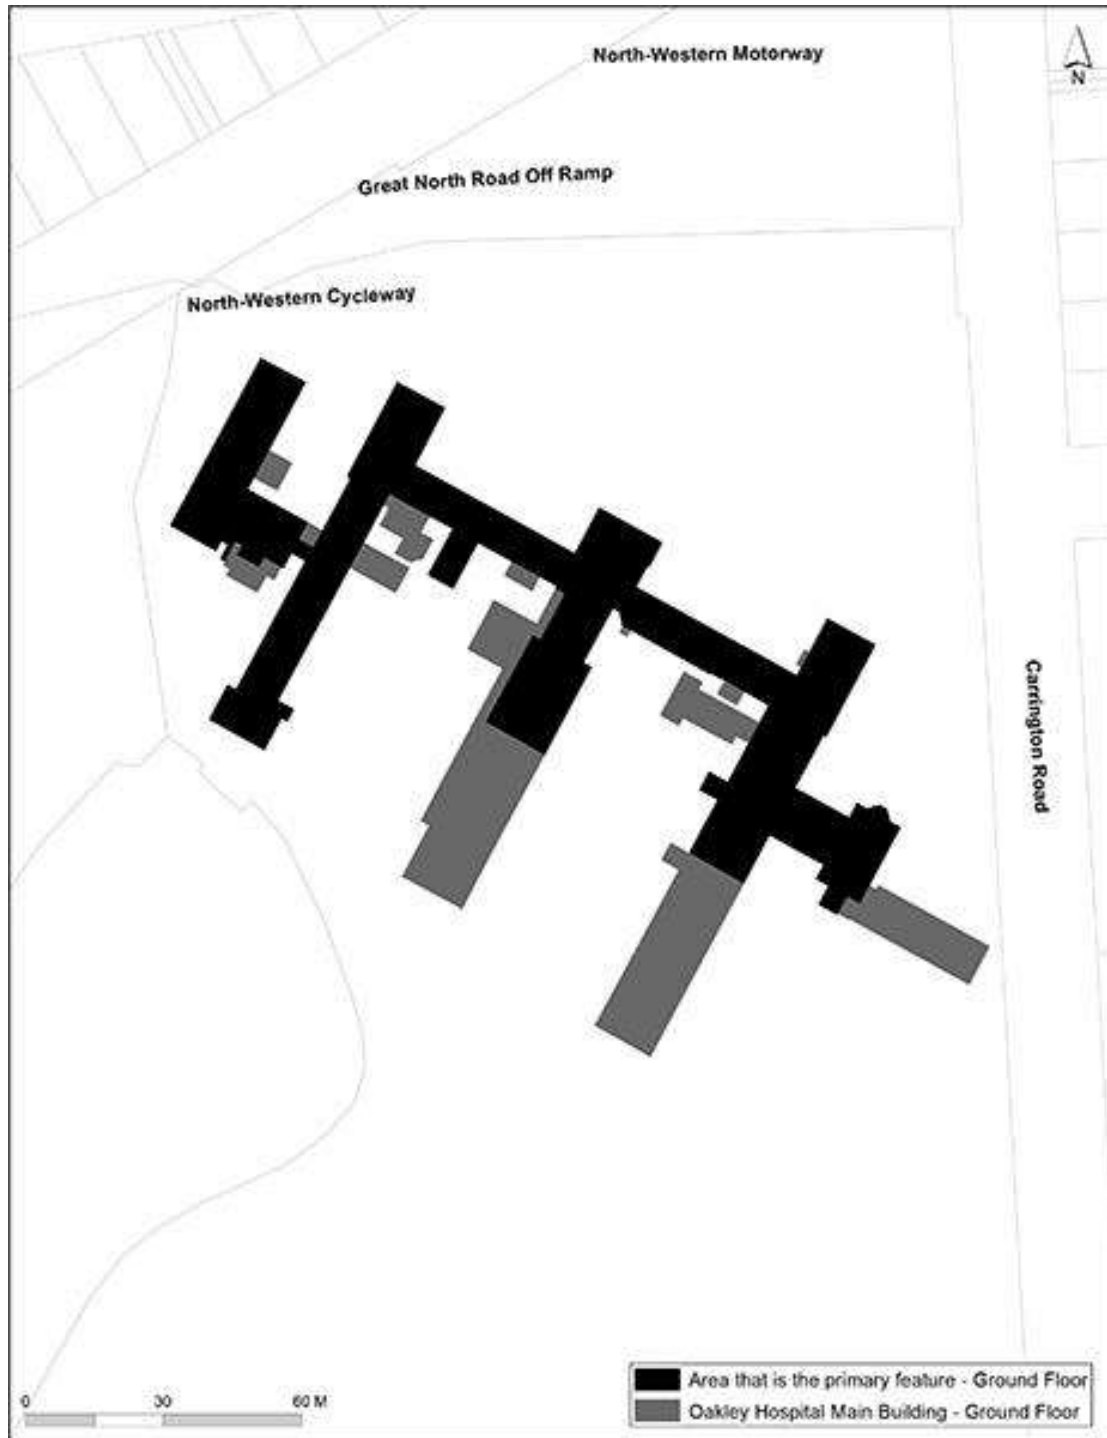 North-Western Motorway
N
Great North Road Off Ramp
North-Western Cycleway
Carrington Road
0 30 60 M
Area that is the primary feature - Ground Floor
Oakley Hospital Main Building - Ground Floor